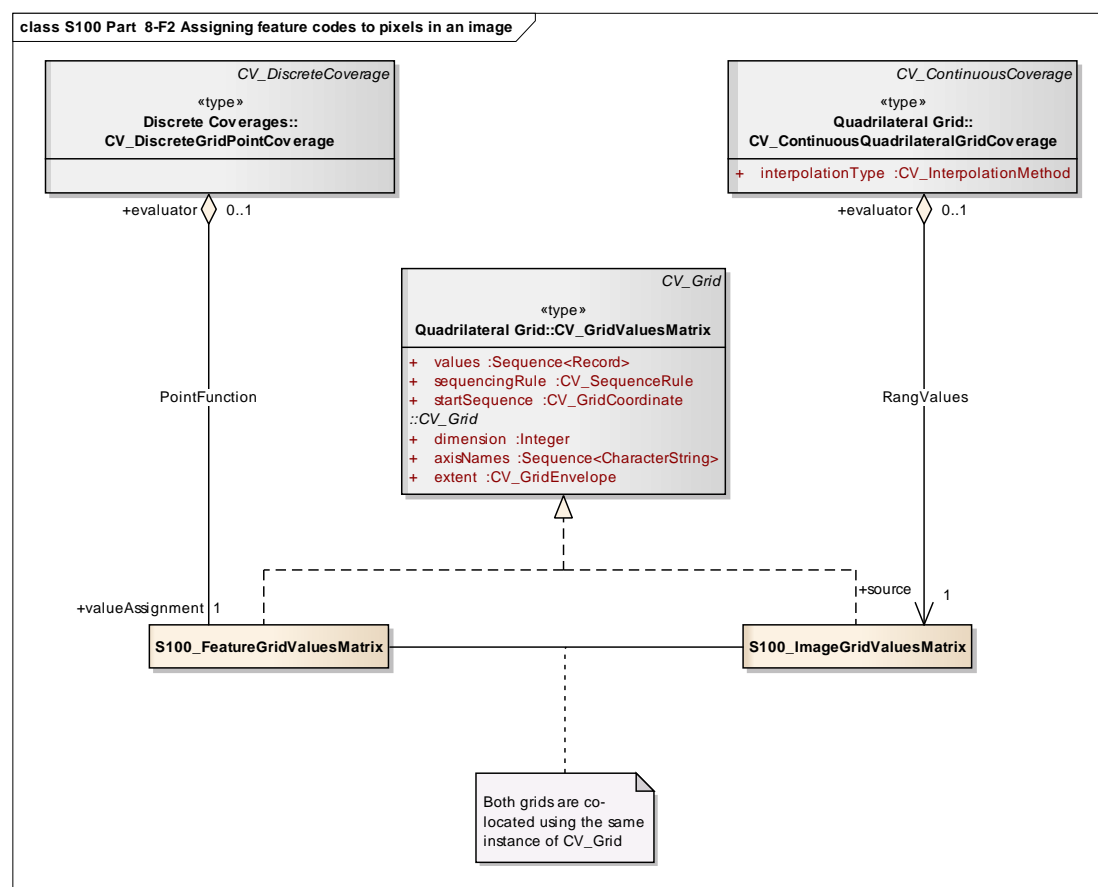 class S100 Part 8-F2 Assigning feature codes to pixels in an image
CV_DiscreteCoverage
«type»
Discrete Coverages::
CV_DiscreteGridPointCoverage
CV_ContinuousCoverage
«type»
Quadrilateral Grid::
CV_ContinuousQuadrilateralGridCoverage
+ interpolationType :CV_InterpolationMethod
+evaluator 0..1
+evaluator 0..1
CV_Grid
«type»
Quadrilateral Grid::CV_GridValuesMatrix
+ values :Sequence<Record>
+ sequencingRule :CV_SequenceRule
+ startSequence :CV_GridCoordinate
::CV_Grid
+ dimension :Integer
+ axisNames :Sequence<CharacterString>
+ extent :CV_GridEnvelope
PointFunction
RangValues
+valueAssignment 1
+source 1
S100_FeatureGridValuesMatrix
S100_ImageGridValuesMatrix
Both grids are co-
located using the same
instance of CV_Grid